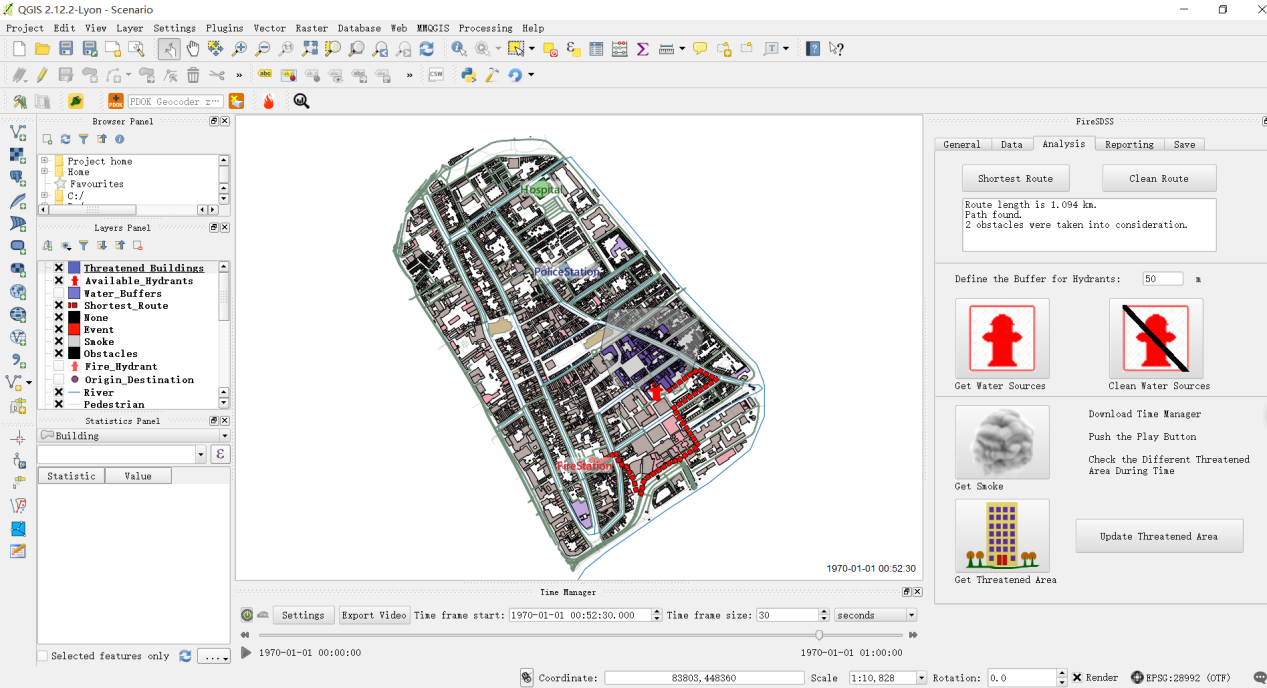 QGIS 2.12.2-Lyon - Scenario
Project Edit View Layer Settings Plugins Vector Raster Database Web MMQGIS Processing Help
abc
CSW
PDOK
PDOK Geocoder z···
Browser Panel
Project home
Home
Favourites
C:/
Layers Panel
Threatened_Buildings
Available_Hydrants
Water_Buffers
Shortest_Route
None
Event
Smoke
Obstacles
Fire_Hydrant
Origin_Destination
River
Pedestrian
Statistics Panel
Building
Statistic Value
Selected features only
Hospital
PoliceStation
FireStation
1970-01-01 00:52:30
Time Manager
Settings Export Video Time frame start: 1970-01-01 00:52:30.000 Time frame size: 30 seconds
1970-01-01 00:00:00 1970-01-01 01:00:00
FireSDSS
General Data Analysis Reporting Save
Shortest Route Clean Route
Route length is 1.094 km.
Path found.
2 obstacles were taken into consideration.
Define the Buffer for Hydrants: 50 m
Get Water Sources Clean Water Sources
Download Time Manager
Push the Play Button
Check the Different Threatened
Area During Time
Get Smoke
Update Threatened Area
Get Threatened Area
Coordinate: 83803,448360 Scale 1:10,828 Rotation: 0.0 Render EPSG:28992 (OTF)